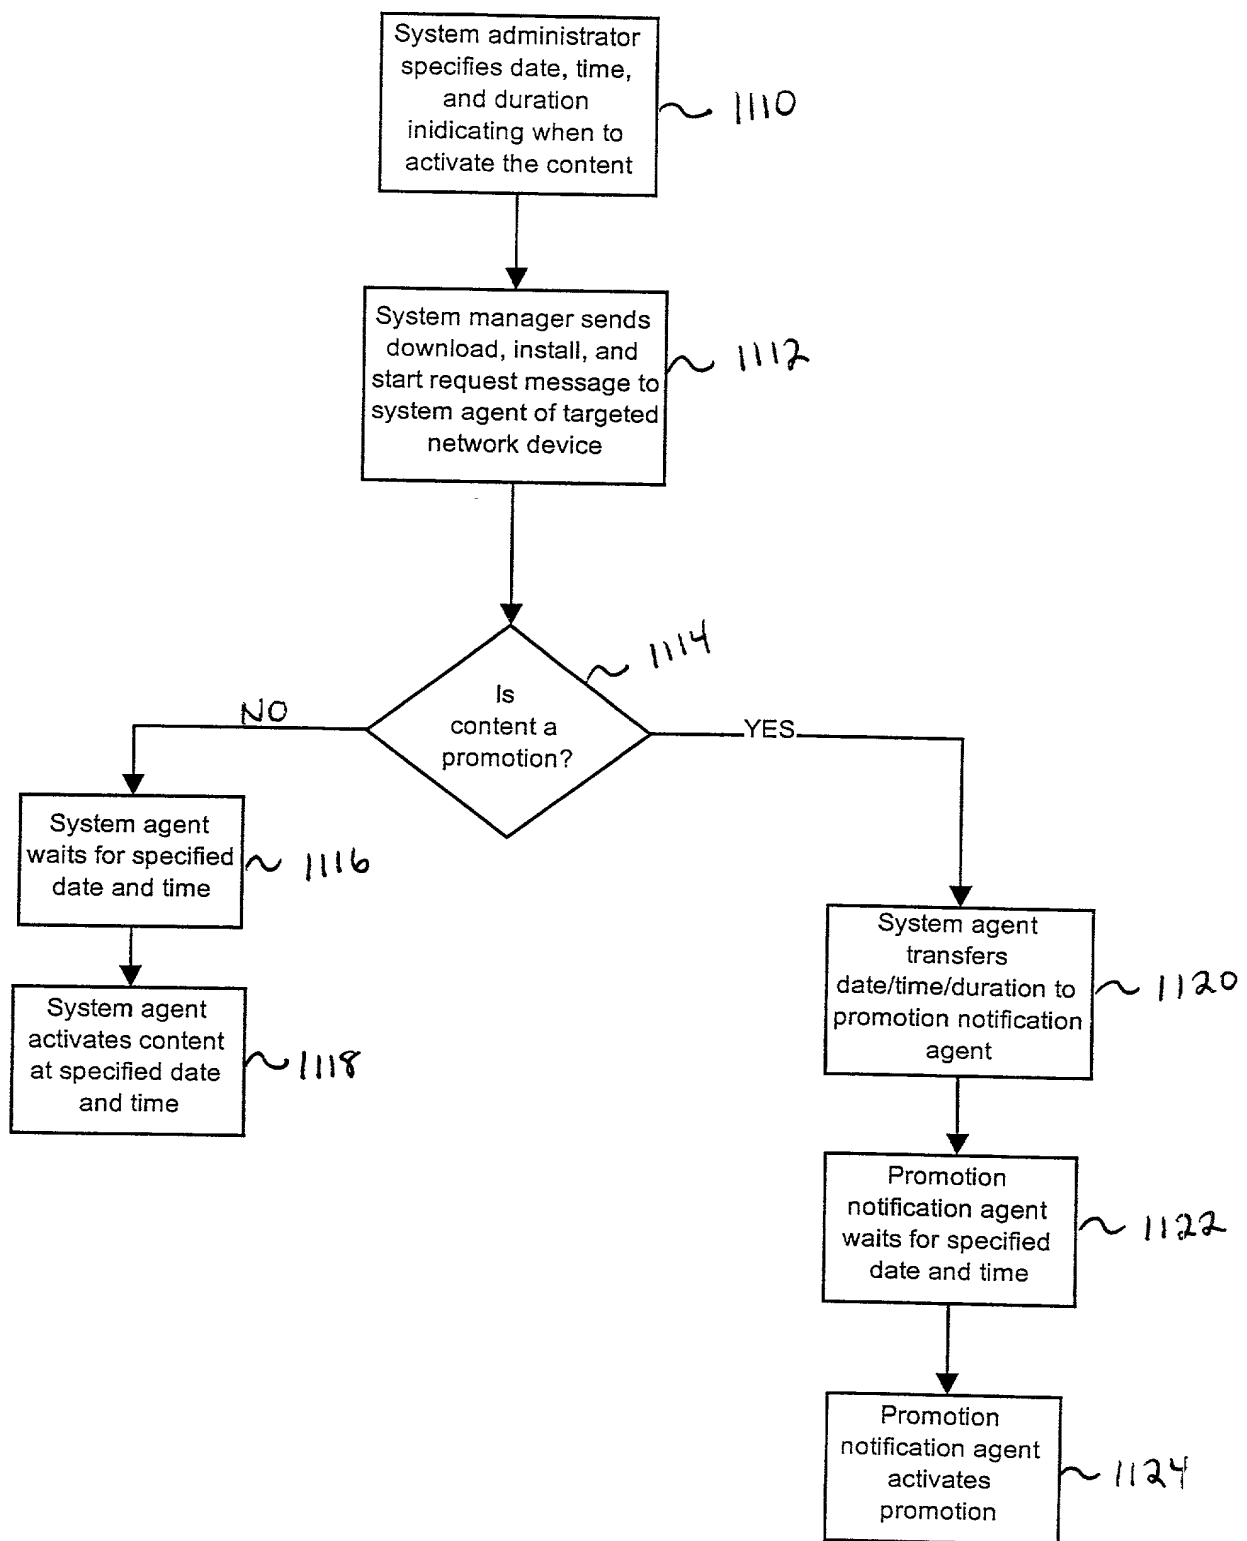 System administrator
specifies date, time,
and duration
inidicating when to
activate the content
1110
System manager sends
download, install, and
start request message to
system agent of targeted
network device
1112
Is
content a
promotion?
1114
NO
YES
System agent
waits for specified
date and time
1116
System agent
activates content
at specified date
and time
1118
System agent
transfers
date/time/duration to
promotion notification
agent
1120
Promotion
notification agent
waits for specified
date and time
1122
Promotion
notification agent
activates
promotion
1124